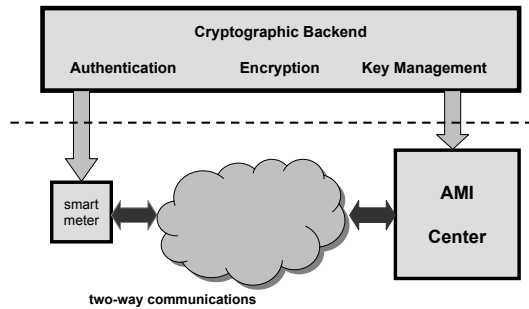 Cryptographic Backend
Authentication Encryption Key Management
smart
meter
AMI
Center
two-way communications